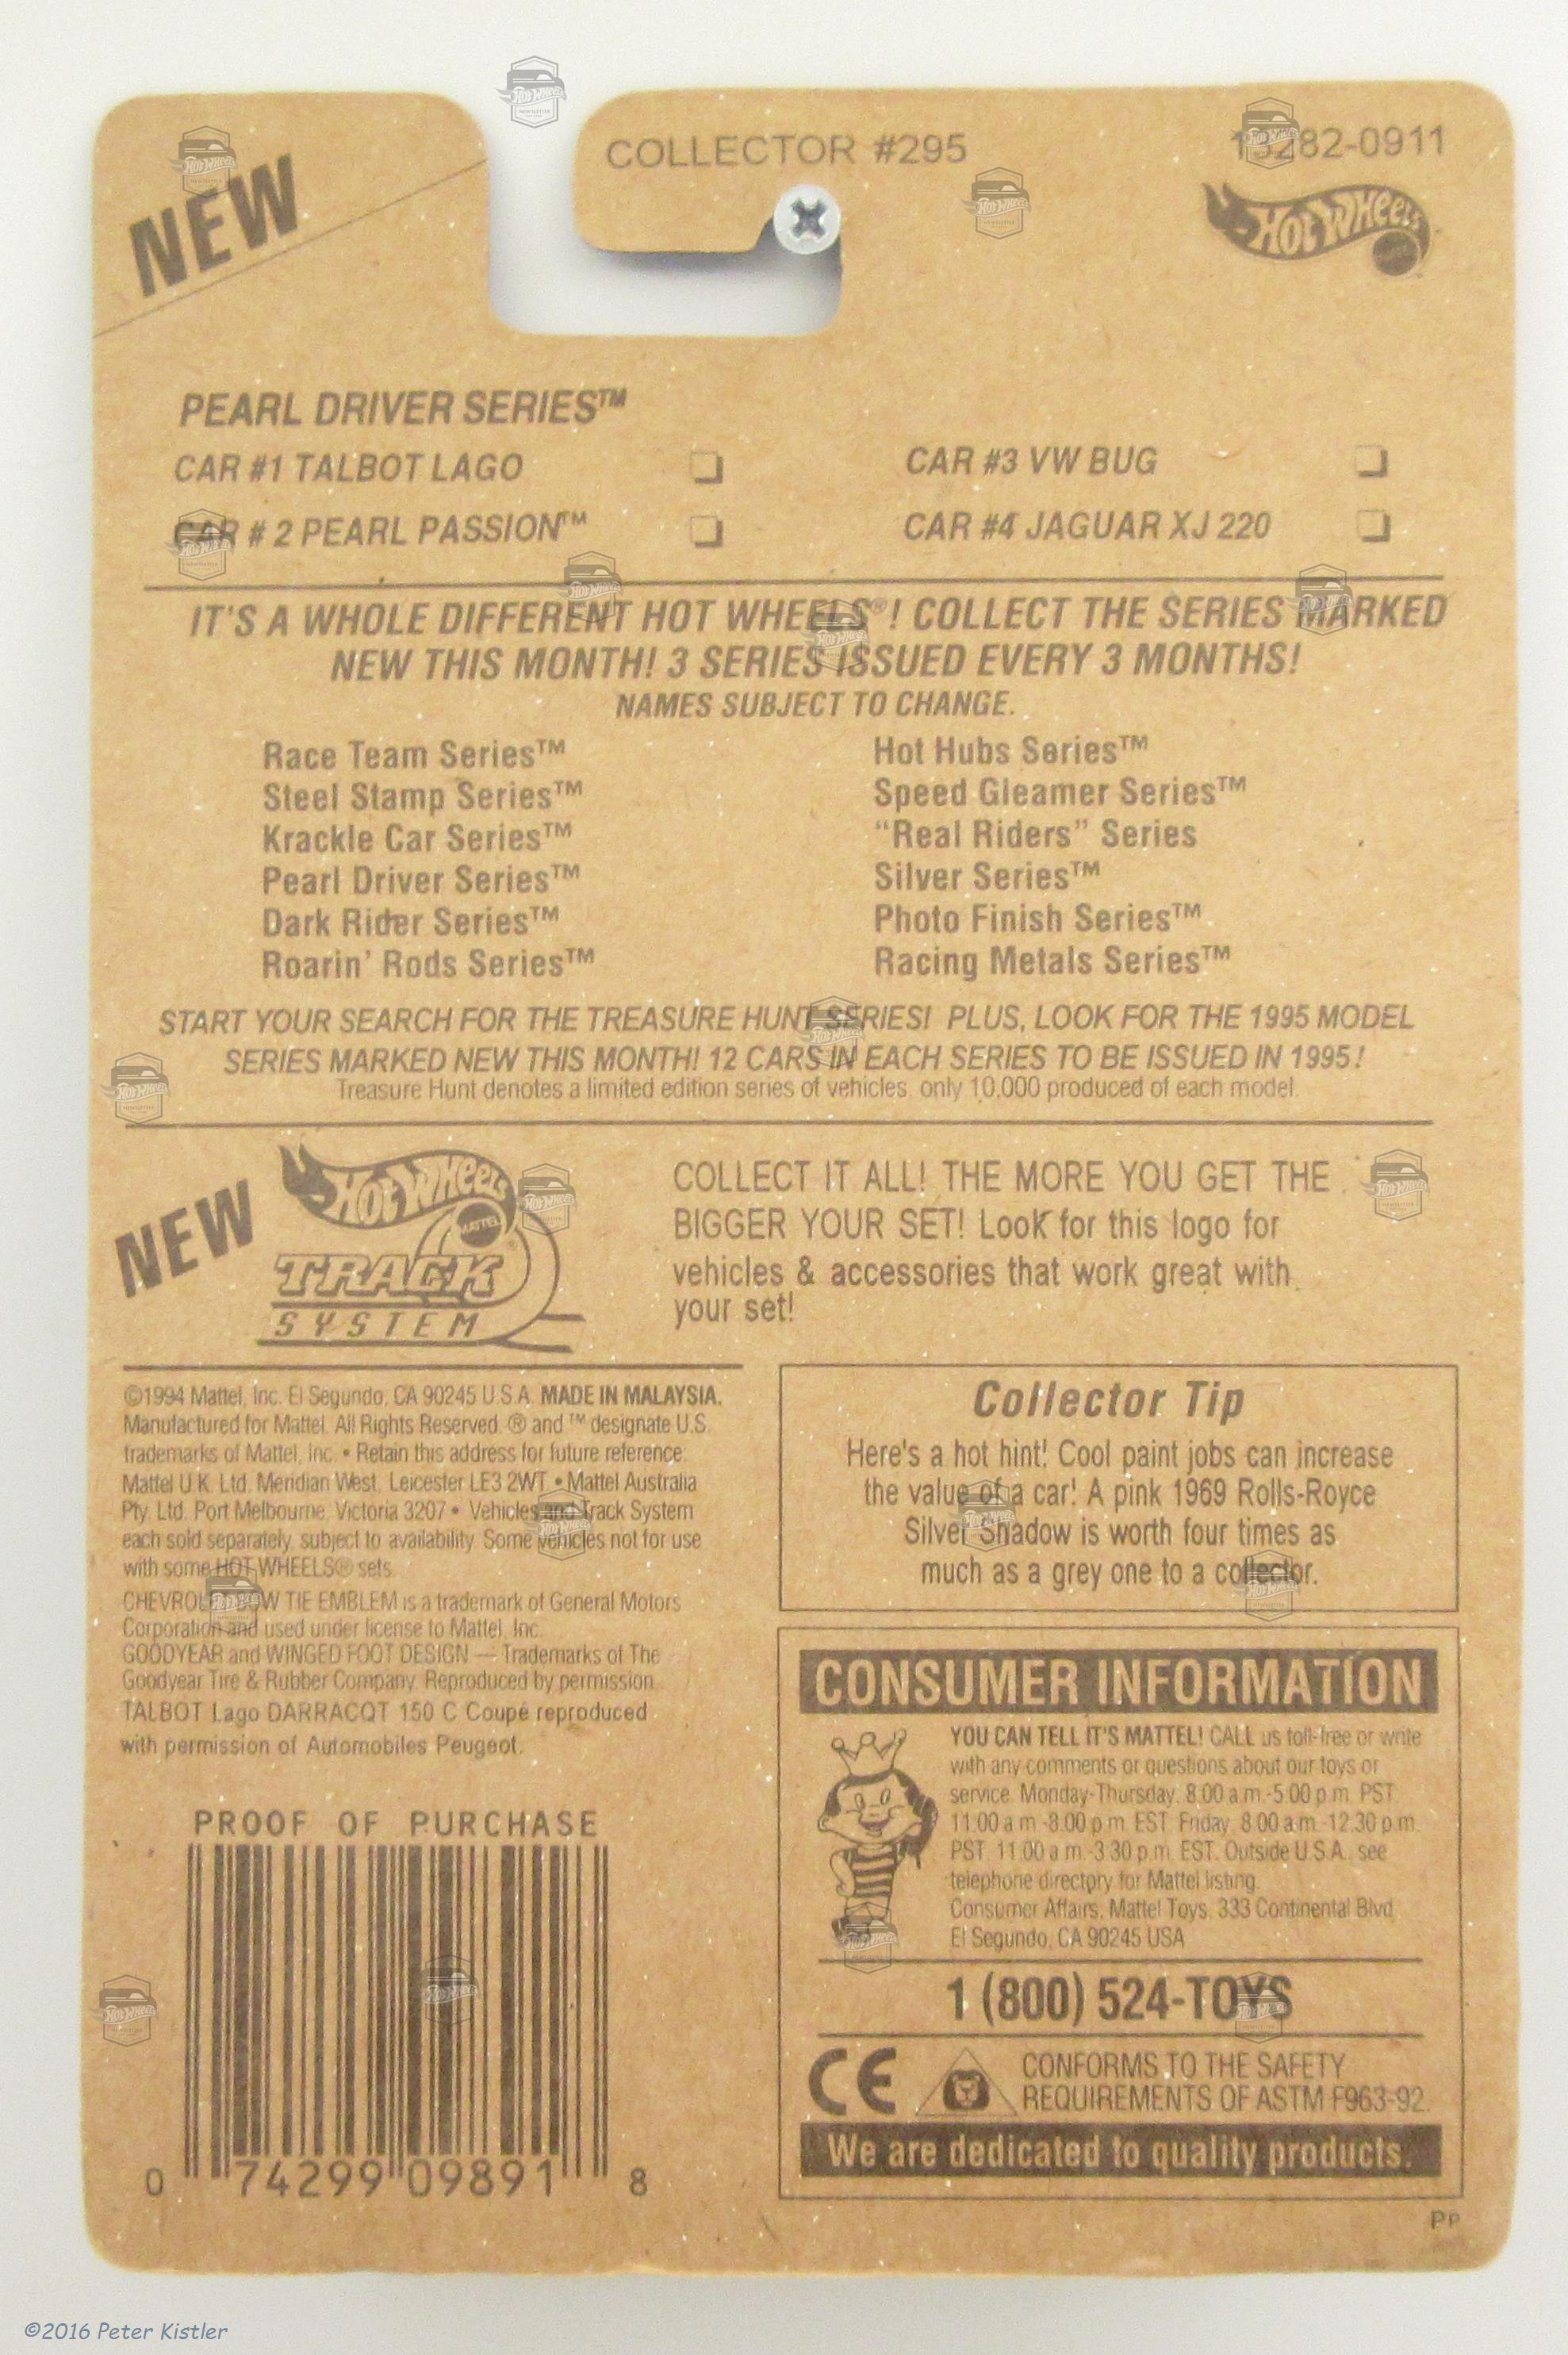 COLLECTOR #295
13282-0911
NEW
HOT WHEELS
PEARL DRIVER SERIES™
CAR #1 TALBOT LAGO ❏
CAR #3 VW BUG ❏
CAR # 2 PEARL PASSION™ ❏
CAR #4 JAGUAR XJ 220 ❏
IT'S A WHOLE DIFFERENT HOT WHEELS®! COLLECT THE SERIES MARKED
NEW THIS MONTH! 3 SERIES ISSUED EVERY 3 MONTHS!
NAMES SUBJECT TO CHANGE.
Race Team Series™
Steel Stamp Series™
Krackle Car Series™
Pearl Driver Series™
Dark Rider Series™
Roarin' Rods Series™
Hot Hubs Series™
Speed Gleamer Series™
"Real Riders" Series
Silver Series™
Photo Finish Series™
Racing Metals Series™
START YOUR SEARCH FOR THE TREASURE HUNT SERIES! PLUS, LOOK FOR THE 1995 MODEL
SERIES MARKED NEW THIS MONTH! 12 CARS IN EACH SERIES TO BE ISSUED IN 1995!
Treasure Hunt denotes a limited edition series of vehicles, only 10,000 produced of each model.
NEW
HOT WHEELS
MATTEL
TRACK
SYSTEM
COLLECT IT ALL! THE MORE YOU GET THE
BIGGER YOUR SET! Look for this logo for
vehicles & accessories that work great with
your set!
©1994 Mattel, Inc. El Segundo, CA 90245 U.S.A. MADE IN MALAYSIA.
Manufactured for Mattel. All Rights Reserved. ® and ™ designate U.S.
trademarks of Mattel, Inc. • Retain this address for future reference:
Mattel U.K. Ltd. Meridian West, Leicester LE3 2WT • Mattel Australia
Pty. Ltd. Port Melbourne, Victoria 3207 • Vehicles and Track System
each sold separately, subject to availability. Some vehicles not for use
with some HOT WHEELS® sets.
CHEVROLET BOW TIE EMBLEM is a trademark of General Motors
Corporation and used under license to Mattel, Inc.
GOODYEAR and WINGED FOOT DESIGN — Trademarks of The
Goodyear Tire & Rubber Company. Reproduced by permission.
TALBOT Lago DARRACQT 150 C Coupé reproduced
with permission of Automobiles Peugeot.
Collector Tip
Here's a hot hint! Cool paint jobs can increase
the value of a car! A pink 1969 Rolls-Royce
Silver Shadow is worth four times as
much as a grey one to a collector.
CONSUMER INFORMATION
YOU CAN TELL IT'S MATTEL! CALL us toll-free or write
with any comments or questions about our toys or
service. Monday-Thursday, 8:00 a.m.-5:00 p.m. PST,
11:00 a.m.-8:00 p.m. EST. Friday, 8:00 a.m.-12:30 p.m.
PST, 11:00 a.m.-3:30 p.m. EST. Outside U.S.A., see
telephone directory for Mattel listing.
Consumer Affairs, Mattel Toys, 333 Continental Blvd.
El Segundo, CA 90245 USA
1 (800) 524-TOYS
CE
CONFORMS TO THE SAFETY
REQUIREMENTS OF ASTM F963-92.
We are dedicated to quality products.
PROOF OF PURCHASE
0 74299 09891 8
PP
©2016 Peter Kistler